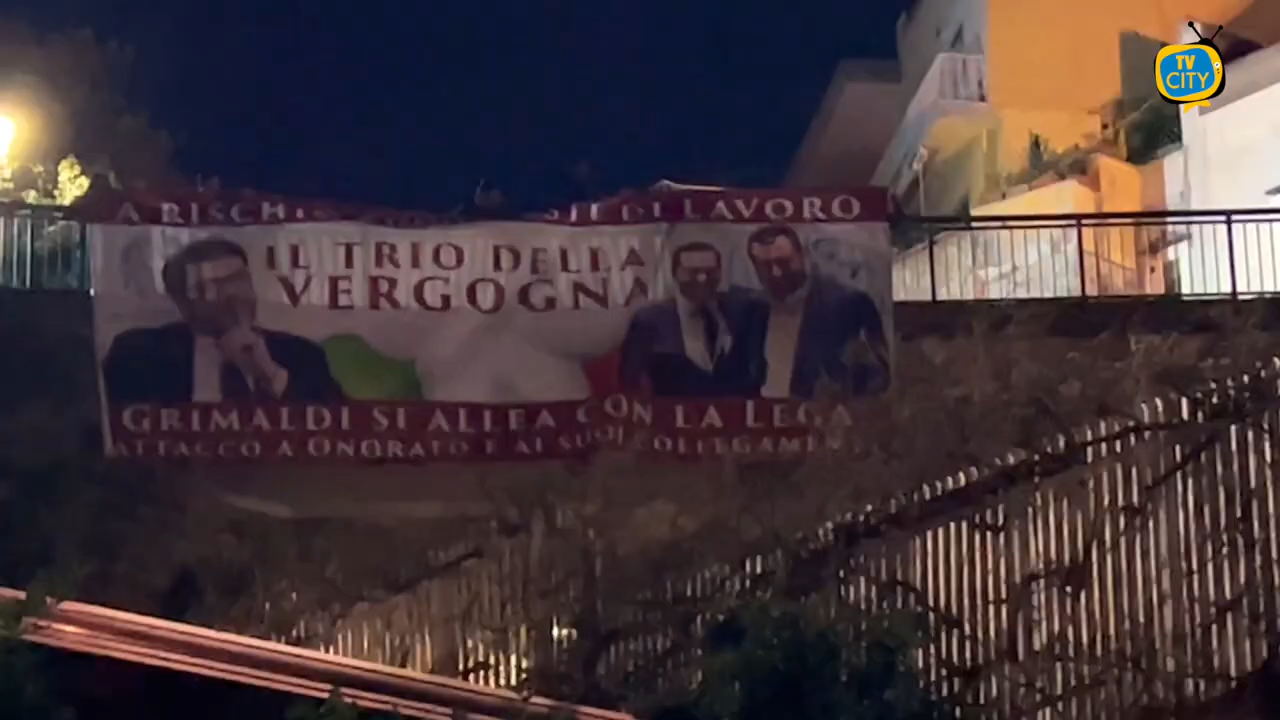 TV
CITY
A RISCHIO DI LAVORO
IL TRIO DELLA
VERGOGNA
GRIMALDI SI ALLEA CON LA LEGA
ATTACCO A ONORATO E AI SUOI COLLEGAMENTI